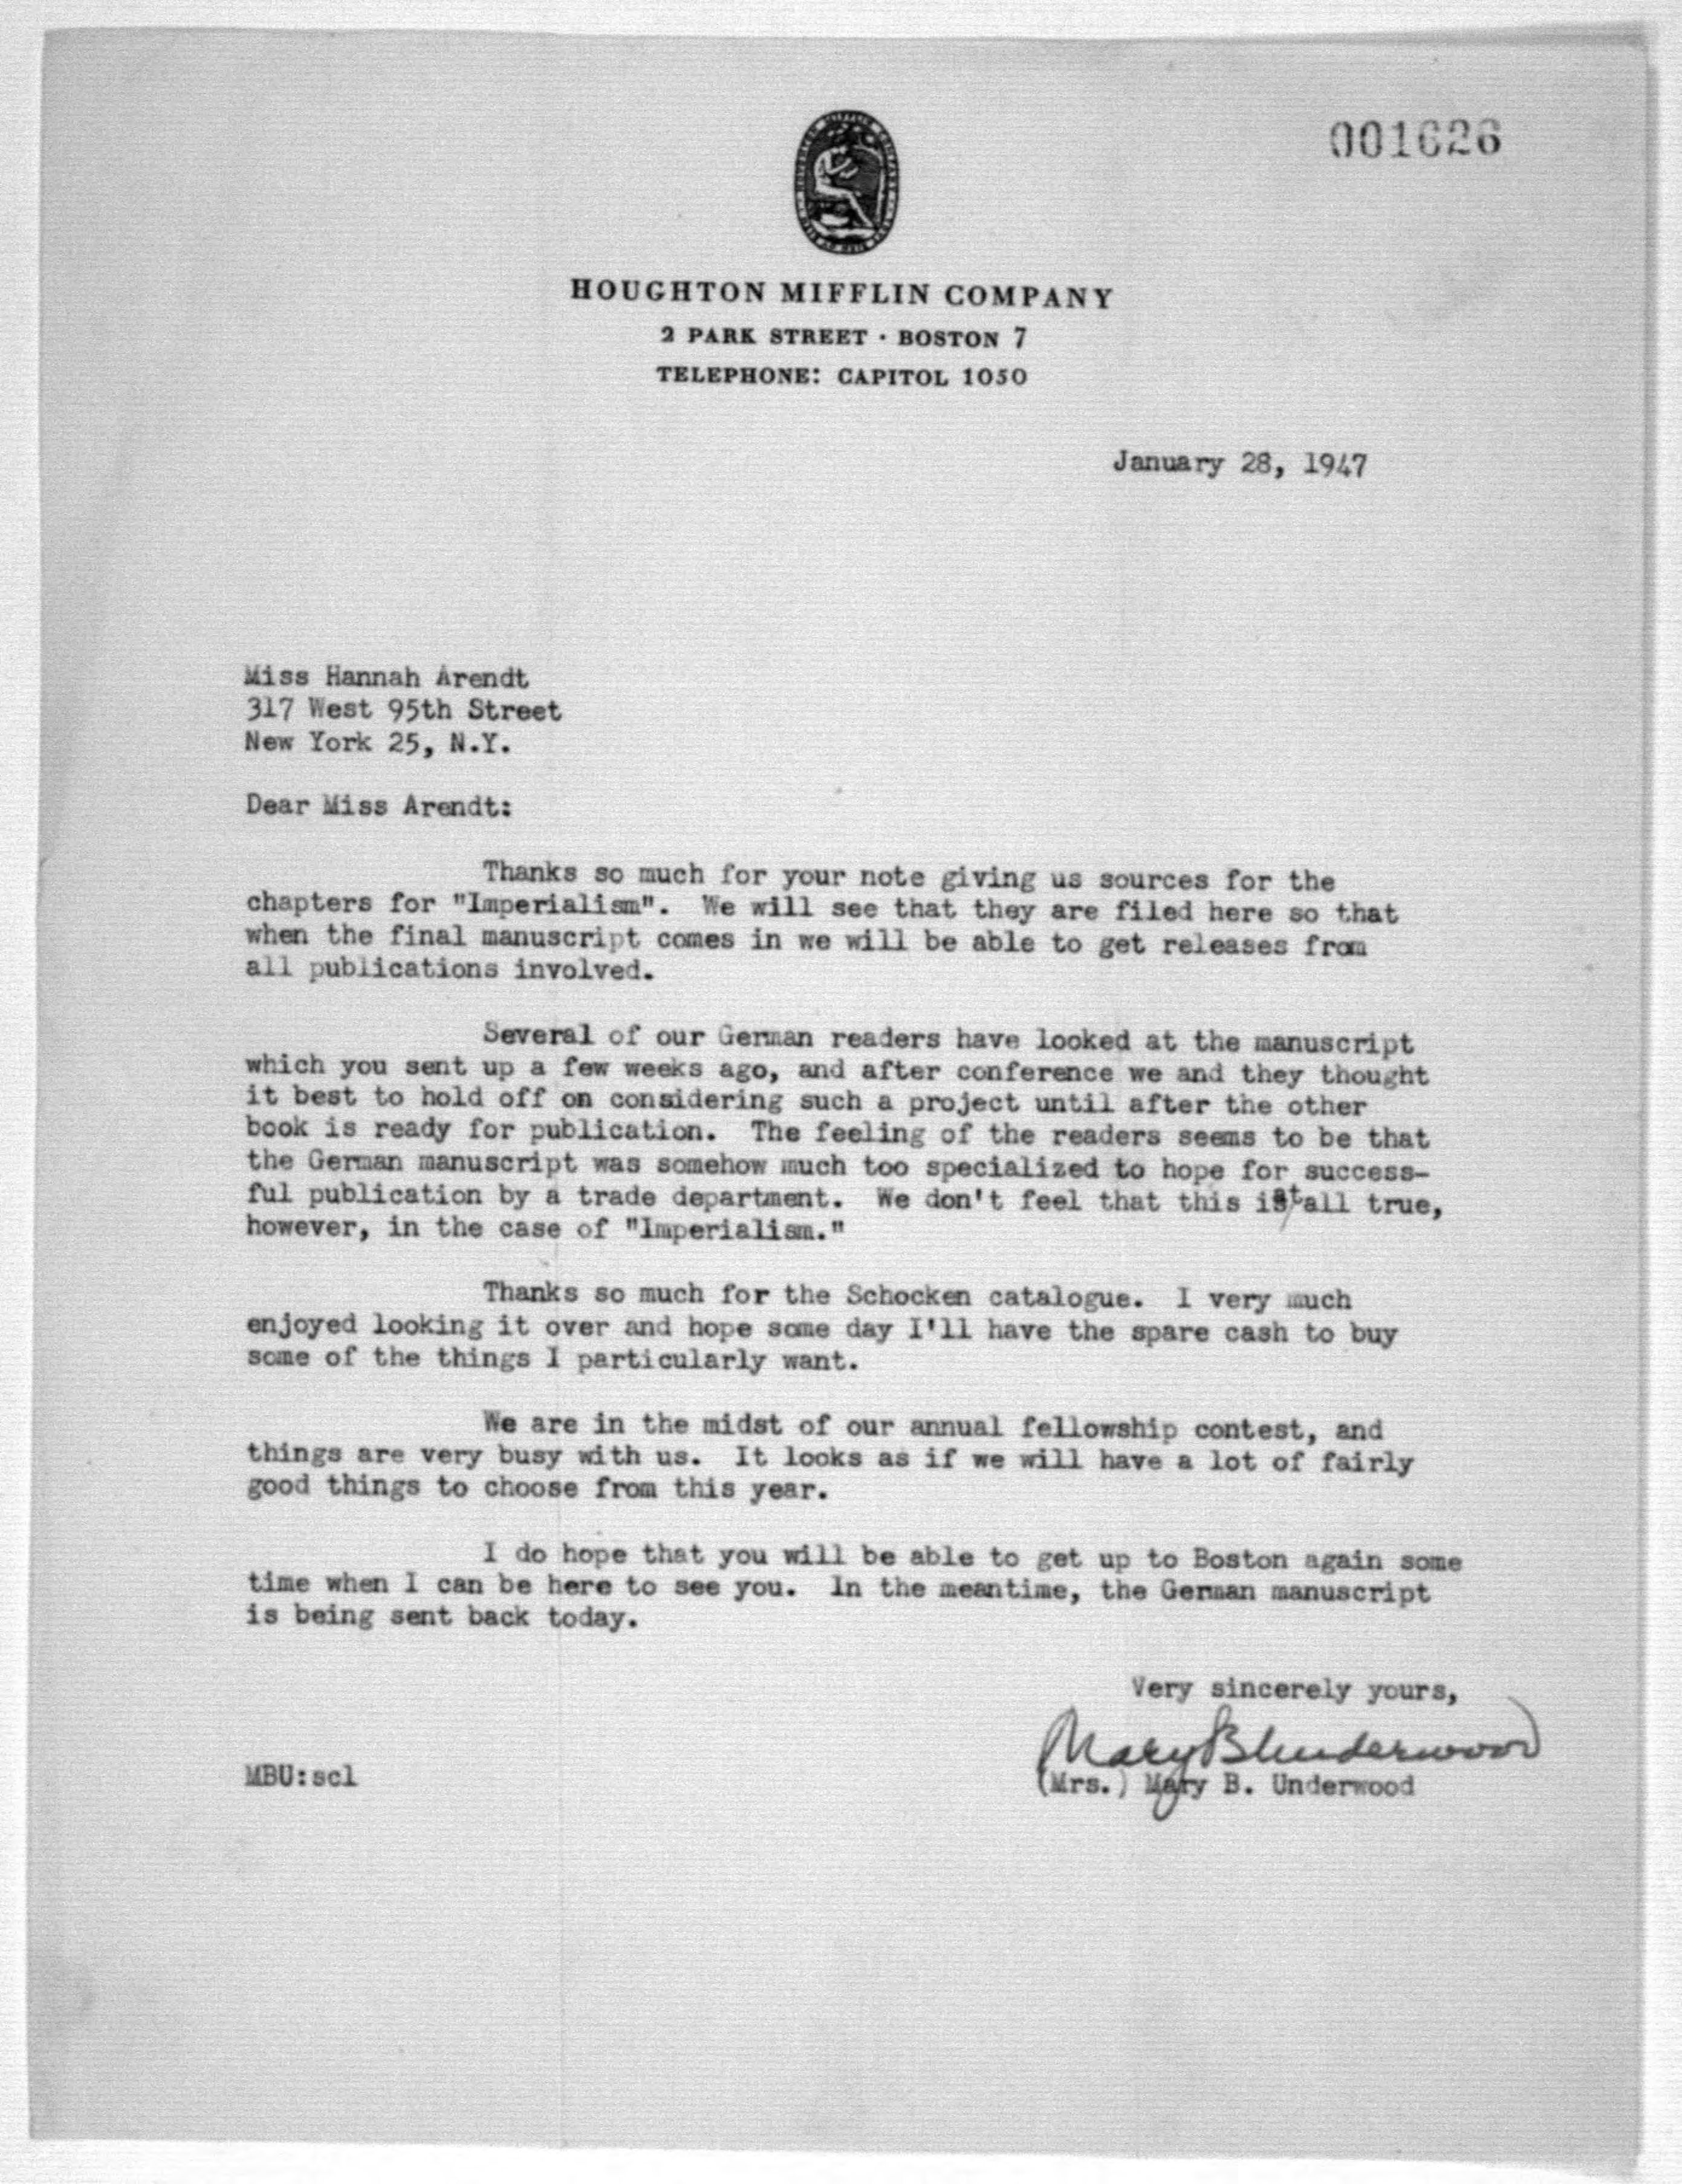 001626
HOUGHTON MIFFLIN COMPANY
2 PARK STREET · BOSTON 7
TELEPHONE: CAPITOL 1050
January 28, 1947
Miss Hannah Arendt
317 West 95th Street
New York 25, N.Y.
Dear Miss Arendt:
Thanks so much for your note giving us sources for the
chapters for "Imperialism". We will see that they are filed here so that
when the final manuscript comes in we will be able to get releases from
all publications involved.
Several of our German readers have looked at the manuscript
which you sent up a few weeks ago, and after conference we and they thought
it best to hold off on considering such a project until after the other
book is ready for publication. The feeling of the readers seems to be that
the German manuscript was somehow much too specialized to hope for success-
ful publication by a trade department. We don't feel that this is at all true,
however, in the case of "Imperialism."
Thanks so much for the Schocken catalogue. I very much
enjoyed looking it over and hope some day I'll have the spare cash to buy
some of the things I particularly want.
We are in the midst of our annual fellowship contest, and
things are very busy with us. It looks as if we will have a lot of fairly
good things to choose from this year.
I do hope that you will be able to get up to Boston again some
time when I can be here to see you. In the meantime, the German manuscript
is being sent back today.
Very sincerely yours,
Mary B Underwood
(Mrs.) Mary B. Underwood
MBU:scl